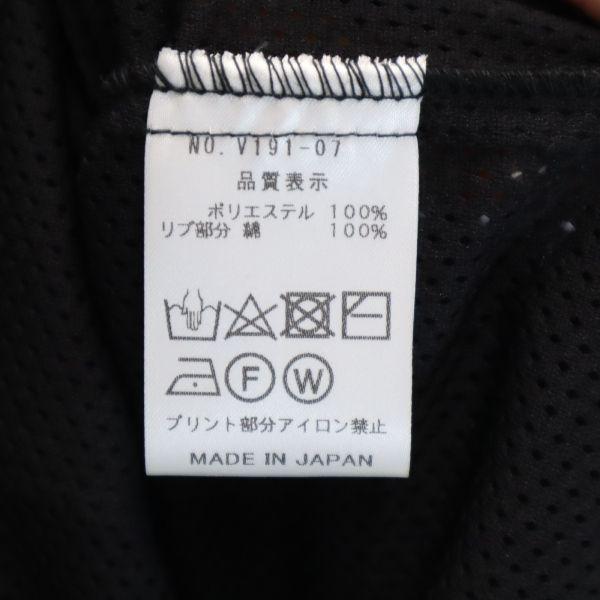 NO. V191-07
品質表示
ポリエステル 100%
リブ部分 綿 100%
F W
プリント部分アイロン禁止
MADE IN JAPAN